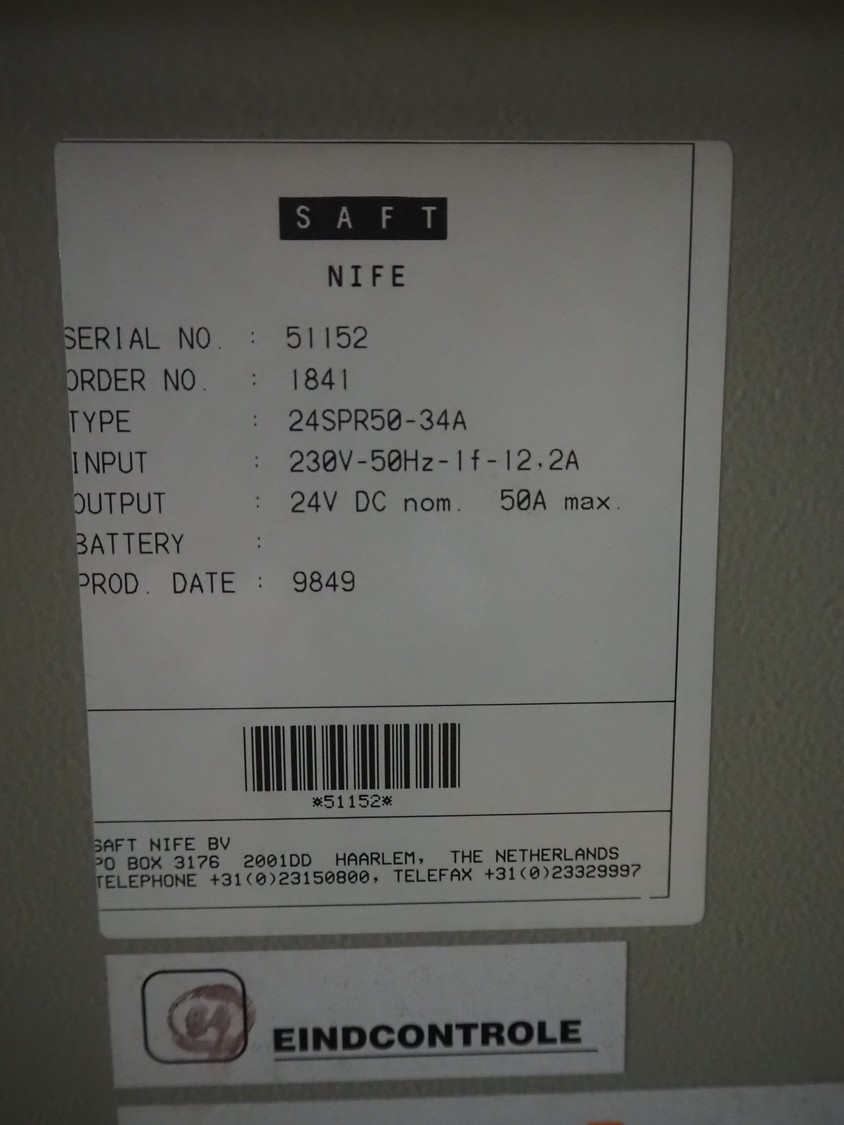 SAFT
NIFE
SERIAL NO. : 51152
ORDER NO. : 1841
TYPE : 24SPR50-34A
INPUT : 230V-50Hz-1f-12.2A
OUTPUT : 24V DC nom. 50A max.
BATTERY :
PROD. DATE : 9849
*51152*
SAFT NIFE BV
PO BOX 3176 2001DD HAARLEM, THE NETHERLANDS
TELEPHONE +31(0)23150800, TELEFAX +31(0)23329997
EINDCONTROLE